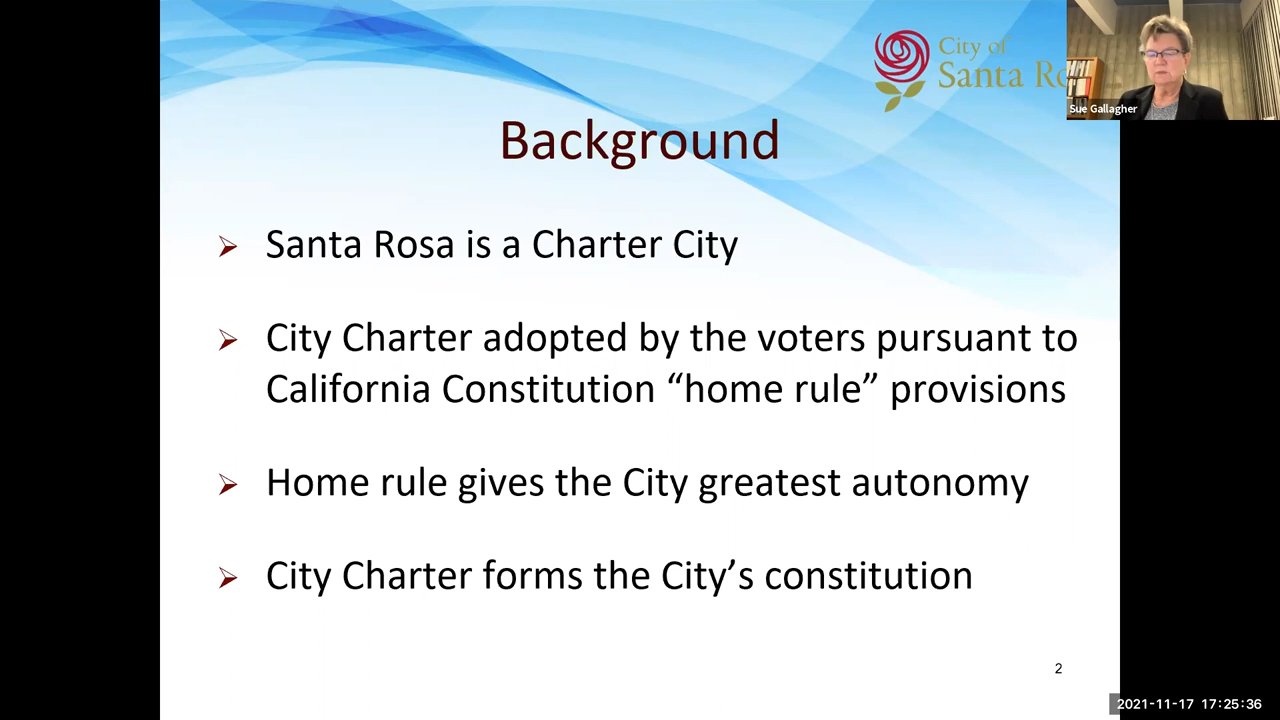 City of
Santa Ro
Sue Gallagher
Background
Santa Rosa is a Charter City
City Charter adopted by the voters pursuant to
California Constitution “home rule” provisions
Home rule gives the City greatest autonomy
City Charter forms the City’s constitution
2
2021-11-17 17:25:36